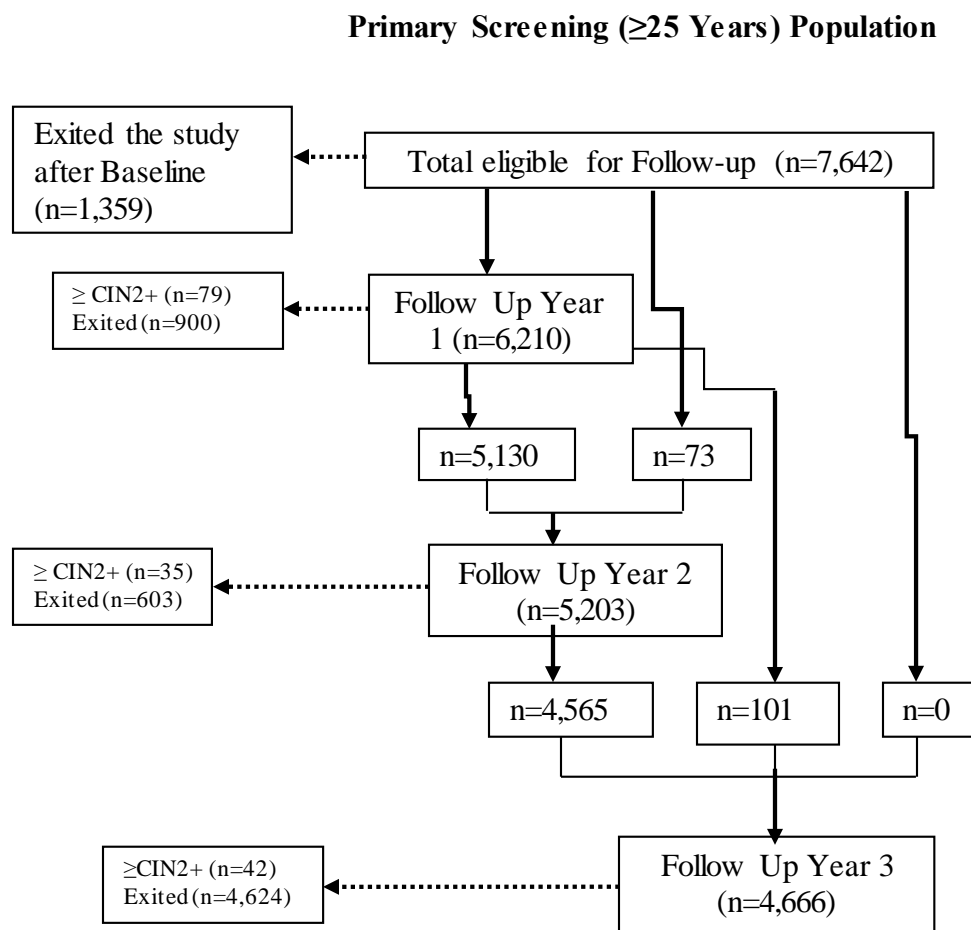 Primary Screening (≥25 Years) Population
Exited the study
after Baseline
(n=1,359)
Total eligible for Follow-up (n=7,642)
≥ CIN2+ (n=79)
Exited (n=900)
Follow Up Year
1 (n=6,210)
n=5,130
n=73
≥ CIN2+ (n=35)
Exited (n=603)
Follow Up Year 2
(n=5,203)
n=4,565
n=101
n=0
≥CIN2+ (n=42)
Exited (n=4,624)
Follow Up Year 3
(n=4,666)